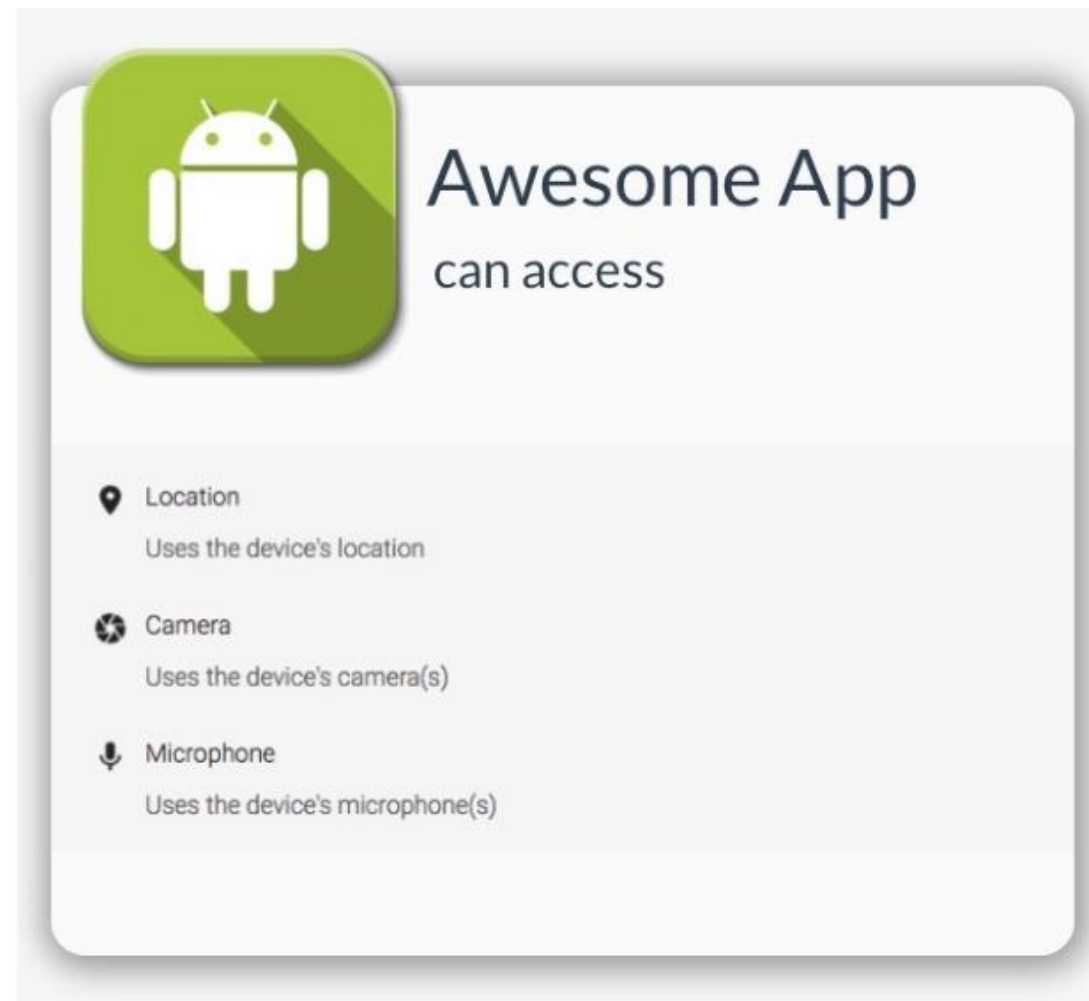 Awesome App
can access
Location
Uses the device's location
Camera
Uses the device's camera(s)
Microphone
Uses the device's microphone(s)